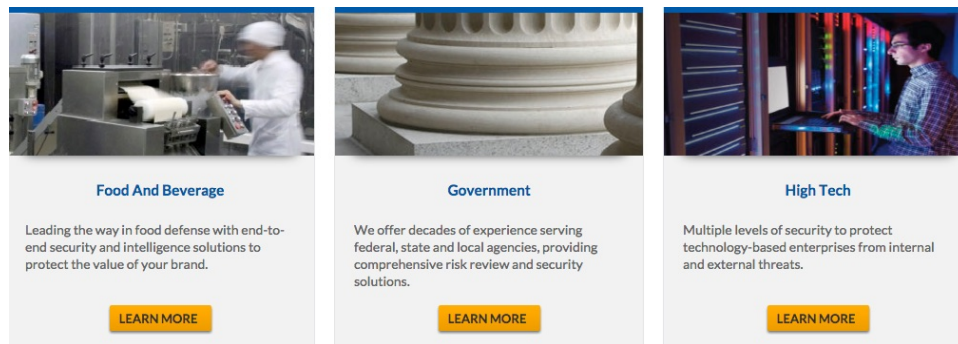 Food And Beverage
Leading the way in food defense with end-to-
end security and intelligence solutions to
protect the value of your brand.
LEARN MORE
Government
We offer decades of experience serving
federal, state and local agencies, providing
comprehensive risk review and security
solutions.
LEARN MORE
High Tech
Multiple levels of security to protect
technology-based enterprises from internal
and external threats.
LEARN MORE